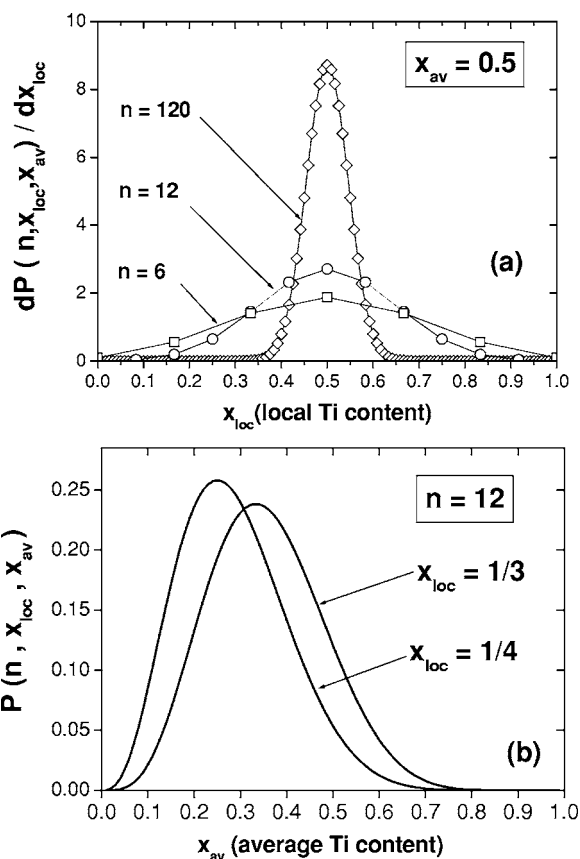 x_av = 0.5
dP ( n,x_loc,x_av) / dx_loc
10
8
6
4
2
0
n = 120
n = 12
n = 6
(a)
0.0 0.1 0.2 0.3 0.4 0.5 0.6 0.7 0.8 0.9 1.0
x_loc(local Ti content)
n = 12
P ( n , x_loc , x_av)
0.25
0.20
0.15
0.10
0.05
0.00
x_loc = 1/3
x_loc = 1/4
(b)
0.0 0.1 0.2 0.3 0.4 0.5 0.6 0.7 0.8 0.9 1.0
x_av (average Ti content)